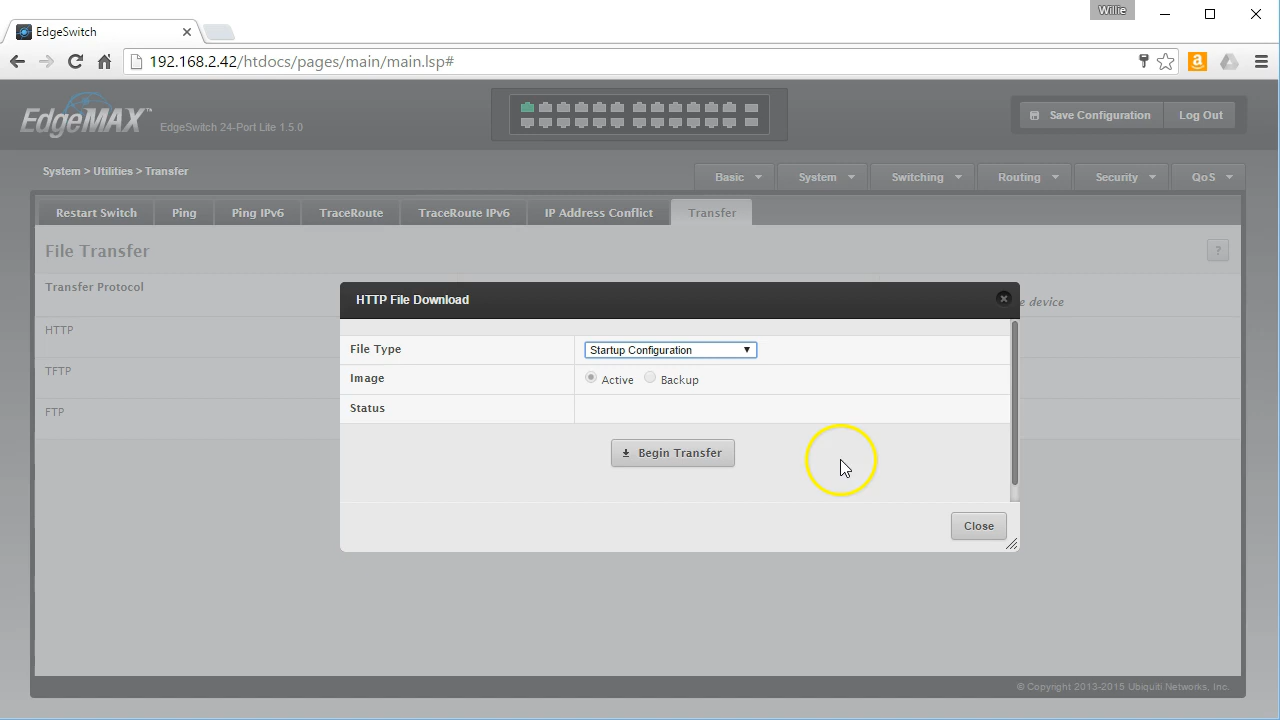 Willie
EdgeSwitch
192.168.2.42/htdocs/pages/main/main.lsp#
EdgeMAX™
EdgeSwitch 24-Port Lite 1.5.0
Save Configuration
Log Out
System > Utilities > Transfer
Basic
System
Switching
Routing
Security
QoS
Restart Switch
Ping
Ping IPv6
TraceRoute
TraceRoute IPv6
IP Address Conflict
Transfer
File Transfer
?
Transfer Protocol
e device
HTTP
TFTP
FTP
HTTP File Download
File Type
Startup Configuration
Image
Active
Backup
Status
Begin Transfer
Close
© Copyright 2013-2015 Ubiquiti Networks, Inc.